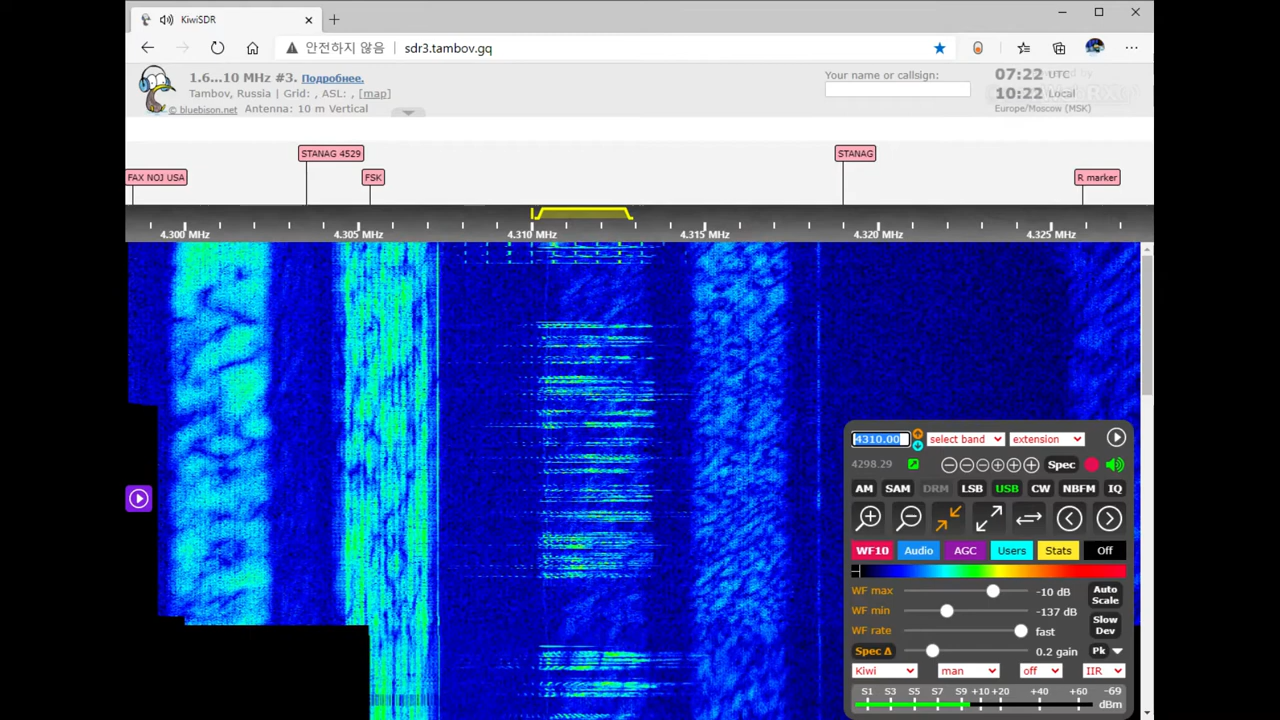 KiwiSDR
안전하지 않음
sdr3.tambov.gq
1.6...10 MHz #3. Подробнее.
Tambov, Russia | Grid: , ASL: , [map]
© bluebison.net Antenna: 10 m Vertical
Your name or callsign:
07:22 UTC
10:22 Local
Europe/Moscow (MSK)
STANAG 4529
STANAG
FAX NOJ USA
FSK
R marker
4.300 MHz 4.305 MHz 4.310 MHz 4.315 MHz 4.320 MHz 4.325 MHz
4310.00 select band extension
4298.29 Spec
AM SAM DRM LSB USB CW NBFM IQ
WF10 Audio AGC Users Stats Off
WF max -10 dB Auto Scale
WF min -137 dB
WF rate fast Slow Dev
Spec Δ 0.2 gain Pk
Kiwi man off IIR
S1 S3 S5 S7 S9 +10 +20 +40 +60 -69
dBm